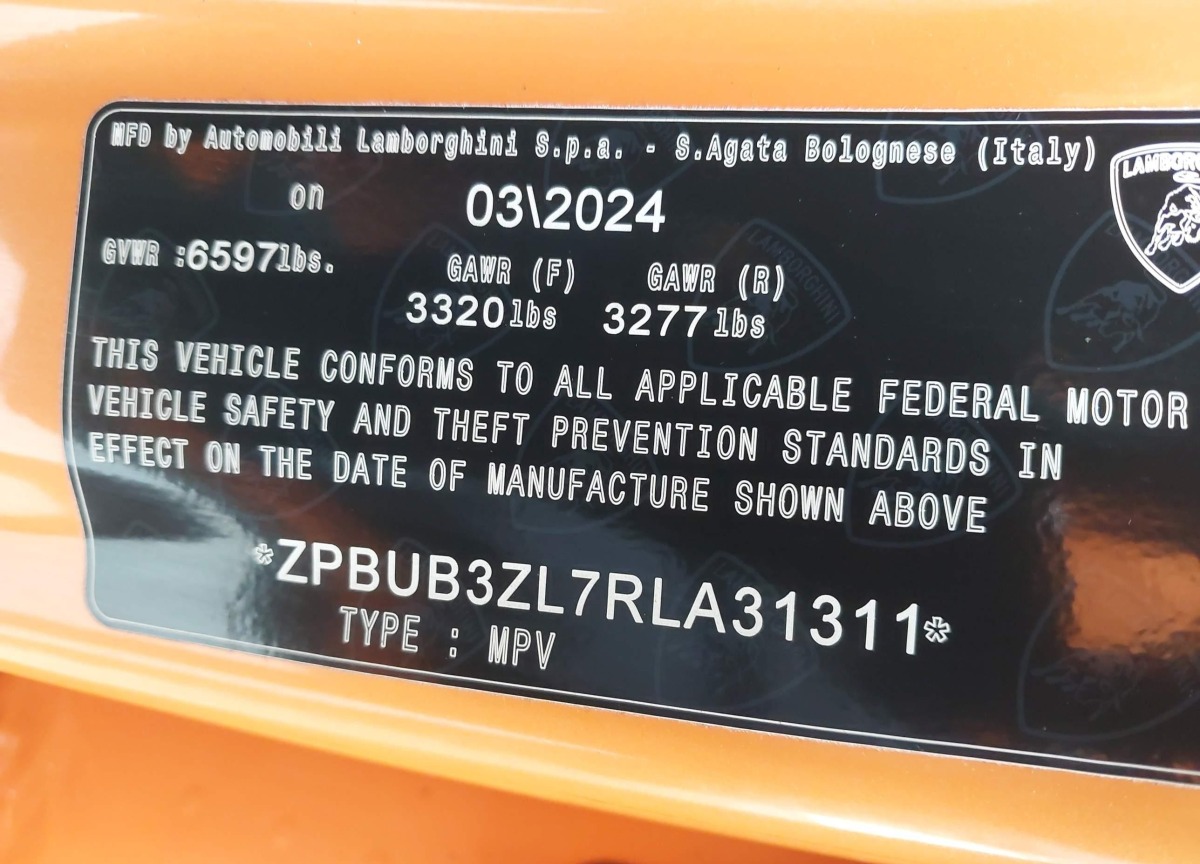 MFD by Automobili Lamborghini S.p.a. - S.Agata Bolognese (Italy)
on 03\2024
GVWR :6597lbs. GAWR (F) GAWR (R)
3320lbs 3277lbs
THIS VEHICLE CONFORMS TO ALL APPLICABLE FEDERAL MOTOR
VEHICLE SAFETY AND THEFT PREVENTION STANDARDS IN
EFFECT ON THE DATE OF MANUFACTURE SHOWN ABOVE
*ZPBUB3ZL7RLA31311*
TYPE : MPV
LAMBORGHINI